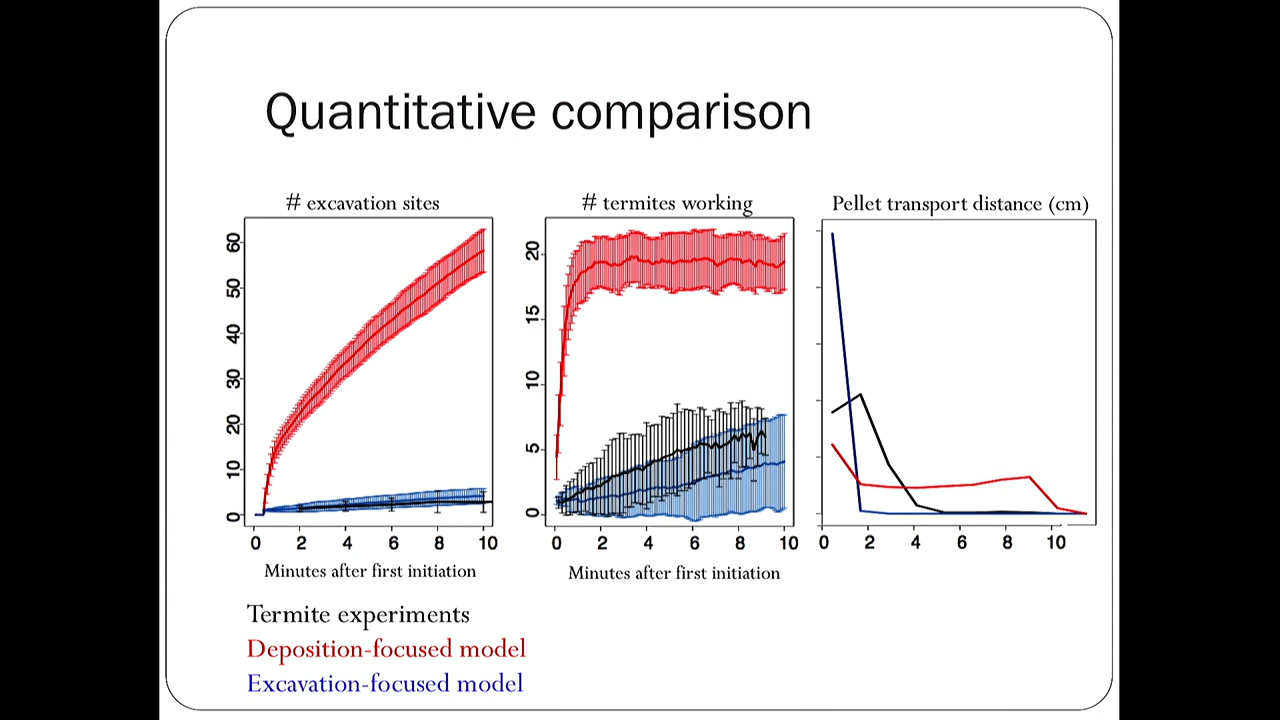 Quantitative comparison
# excavation sites
# termites working
Pellet transport distance (cm)
60
50
40
30
20
10
0
0 2 4 6 8 10
Minutes after first initiation
20
15
10
5
0
0 2 4 6 8 10
Minutes after first initiation
0 2 4 6 8 10
Termite experiments
Deposition-focused model
Excavation-focused model